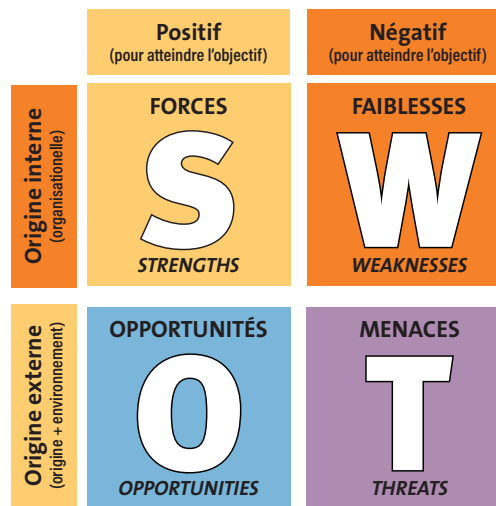 Positif
(pour atteindre l'objectif)
Négatif
(pour atteindre l'objectif)
Origine interne
(organisationelle)
FORCES
S
STRENGTHS
FAIBLESSES
W
WEAKNESSES
Origine externe
(origine + environnement)
OPPORTUNITÉS
O
OPPORTUNITIES
MENACES
T
THREATS